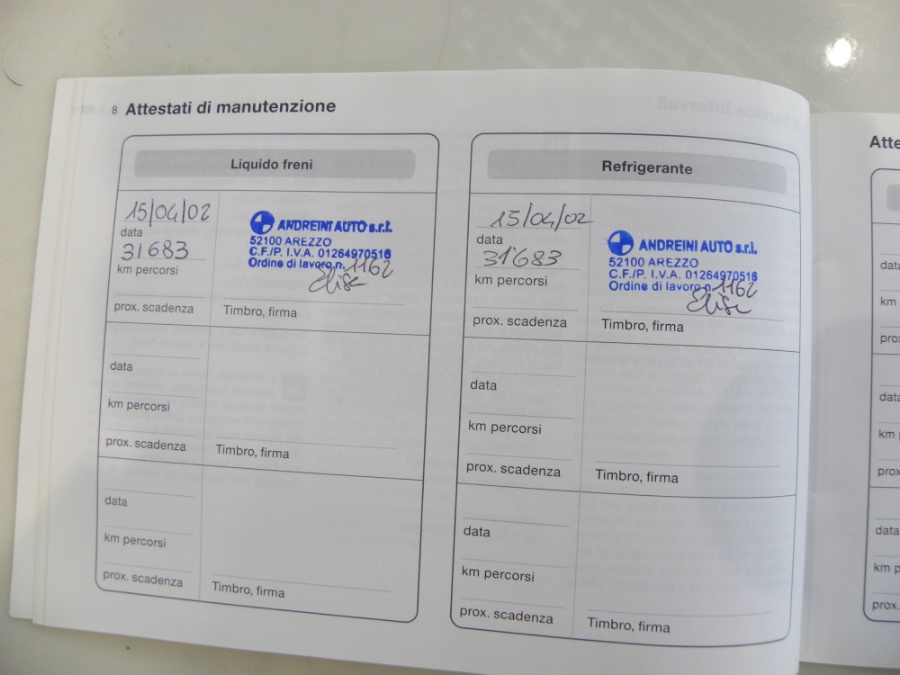 8 Attestati di manutenzione
Liquido freni
15/04/02
data
31683
km percorsi
prox. scadenza
ANDREINI AUTO s.r.l.
52100 AREZZO
C.F./P. I.V.A. 01264970516
Ordine di lavoro n. 1162
Elisa
Timbro, firma
data
km percorsi
prox. scadenza
Timbro, firma
data
km percorsi
prox. scadenza
Timbro, firma
Refrigerante
15/04/02
data
31683
km percorsi
prox. scadenza
ANDREINI AUTO s.r.l.
52100 AREZZO
C.F./P. I.V.A. 01264970516
Ordine di lavoro n. 1162
Elisa
Timbro, firma
data
km percorsi
prox. scadenza
Timbro, firma
data
km percorsi
prox. scadenza
Timbro, firma
Atte
data
km
prox
data
km p
prox.
data
km p
prox.